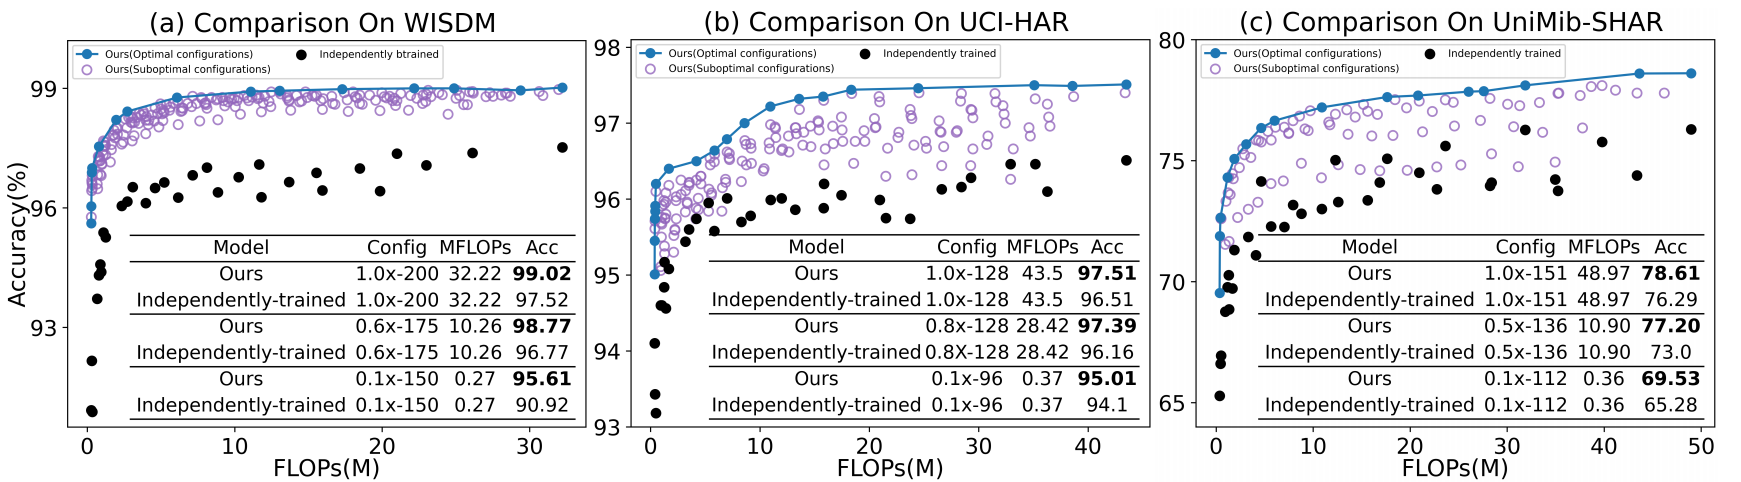 (a) Comparison On WISDM
Ours(Optimal configurations)
Independently btrained
Ours(Suboptimal configurations)
Accuracy(%)
99
96
93
Model Config MFLOPs Acc
Ours 1.0x-200 32.22 99.02
Independently-trained 1.0x-200 32.22 97.52
Ours 0.6x-175 10.26 98.77
Independently-trained 0.6x-175 10.26 96.77
Ours 0.1x-150 0.27 95.61
Independently-trained 0.1x-150 0.27 90.92
0 10 20 30
FLOPs(M)
(b) Comparison On UCI-HAR
Ours(Optimal configurations)
Independently trained
Ours(Suboptimal configurations)
98
97
96
95
94
93
Model Config MFLOPs Acc
Ours 1.0x-128 43.5 97.51
Independently-trained 1.0x-128 43.5 96.51
Ours 0.8x-128 28.42 97.39
Independently-trained 0.8X-128 28.42 96.16
Ours 0.1x-96 0.37 95.01
Independently-trained 0.1x-96 0.37 94.1
0 10 20 30 40
FLOPs(M)
(c) Comparison On UniMib-SHAR
Ours(Optimal configurations)
Independently trained
Ours(Suboptimal configurations)
80
75
70
65
Model Config MFLOPs Acc
Ours 1.0x-151 48.97 78.61
Independently-trained 1.0x-151 48.97 76.29
Ours 0.5x-136 10.90 77.20
Independently-trained 0.5x-136 10.90 73.0
Ours 0.1x-112 0.36 69.53
Independently-trained 0.1x-112 0.36 65.28
0 10 20 30 40 50
FLOPs(M)